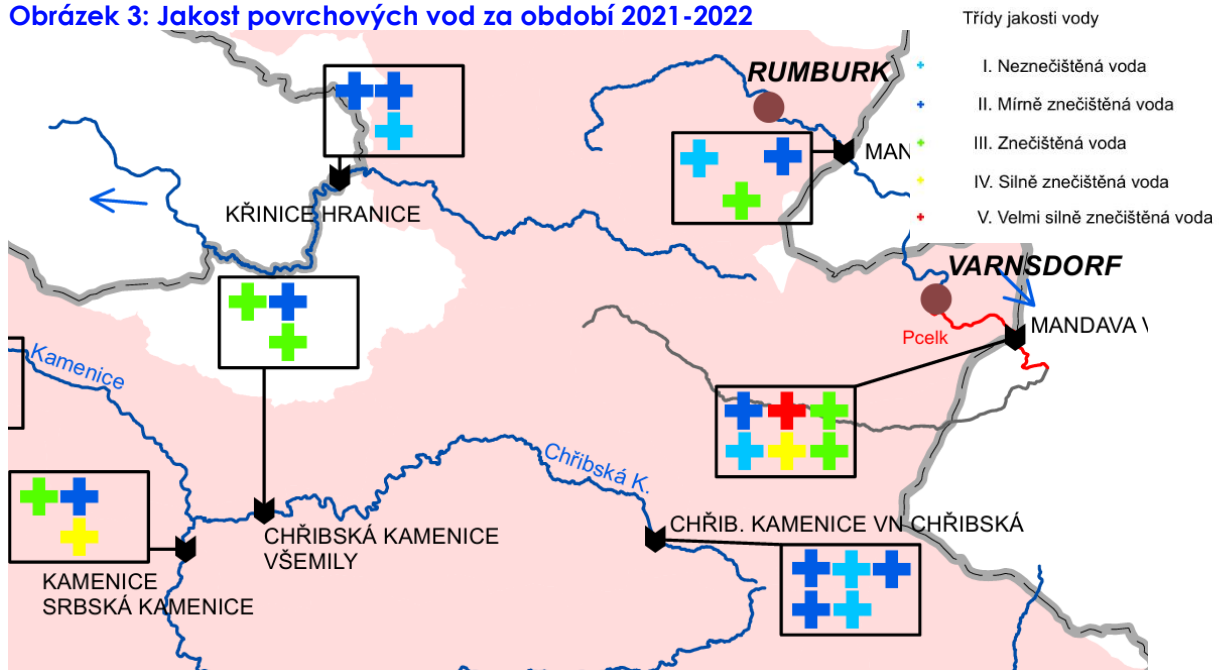 Obrázek 3: Jakost povrchových vod za období 2021-2022
Třídy jakosti vody
I. Neznečištěná voda
II. Mírně znečištěná voda
III. Znečištěná voda
IV. Silně znečištěná voda
V. Velmi silně znečištěná voda
RUMBURK
MAN
KŘINICE HRANICE
VARNSDORF
MANDAVA V
Pcelk
Kamenice
Chřibská K.
CHŘIBSKÁ KAMENICE
VŠEMILY
CHŘIB. KAMENICE VN CHŘIBSKÁ
KAMENICE
SRBSKÁ KAMENICE